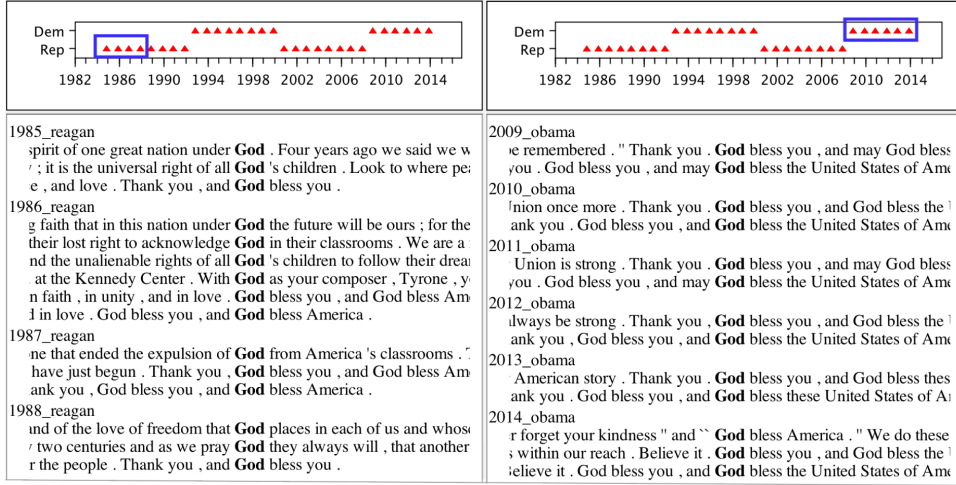 Dem
Rep
1982 1986 1990 1994 1998 2002 2006 2010 2014
1985_reagan
spirit of one great nation under God . Four years ago we said we w
; it is the universal right of all God 's children . Look to where pea
e , and love . Thank you , and God bless you .
1986_reagan
g faith that in this nation under God the future will be ours ; for the
their lost right to acknowledge God in their classrooms . We are a
nd the unalienable rights of all God 's children to follow their drea
at the Kennedy Center . With God as your composer , Tyrone , y
n faith , in unity , and in love . God bless you , and God bless Am
d in love . God bless you , and God bless America .
1987_reagan
ne that ended the expulsion of God from America 's classrooms .
have just begun . Thank you , God bless you , and God bless Am
ank you , God bless you , and God bless America .
1988_reagan
and of the love of freedom that God places in each of us and whos
two centuries and as we pray God they always will , that another
r the people . Thank you , and God bless you .
Dem
Rep
1982 1986 1990 1994 1998 2002 2006 2010 2014
2009_obama
e remembered . " Thank you . God bless you , and may God bless
you . God bless you , and may God bless the United States of Ame
2010_obama
Union once more . Thank you . God bless you , and God bless the
ank you . God bless you , and God bless the United States of Ame
2011_obama
Union is strong . Thank you . God bless you , and may God bless
you . God bless you , and may God bless the United States of Ame
2012_obama
always be strong . Thank you , God bless you , and God bless the
ank you , God bless you , and God bless the United States of Ame
2013_obama
American story . Thank you . God bless you , and God bless thes
ank you . God bless you , and God bless these United States of A
2014_obama
r forget your kindness '' and `` God bless America . '' We do these
s within our reach . Believe it . God bless you , and God bless the
elieve it . God bless you , and God bless the United States of Ame